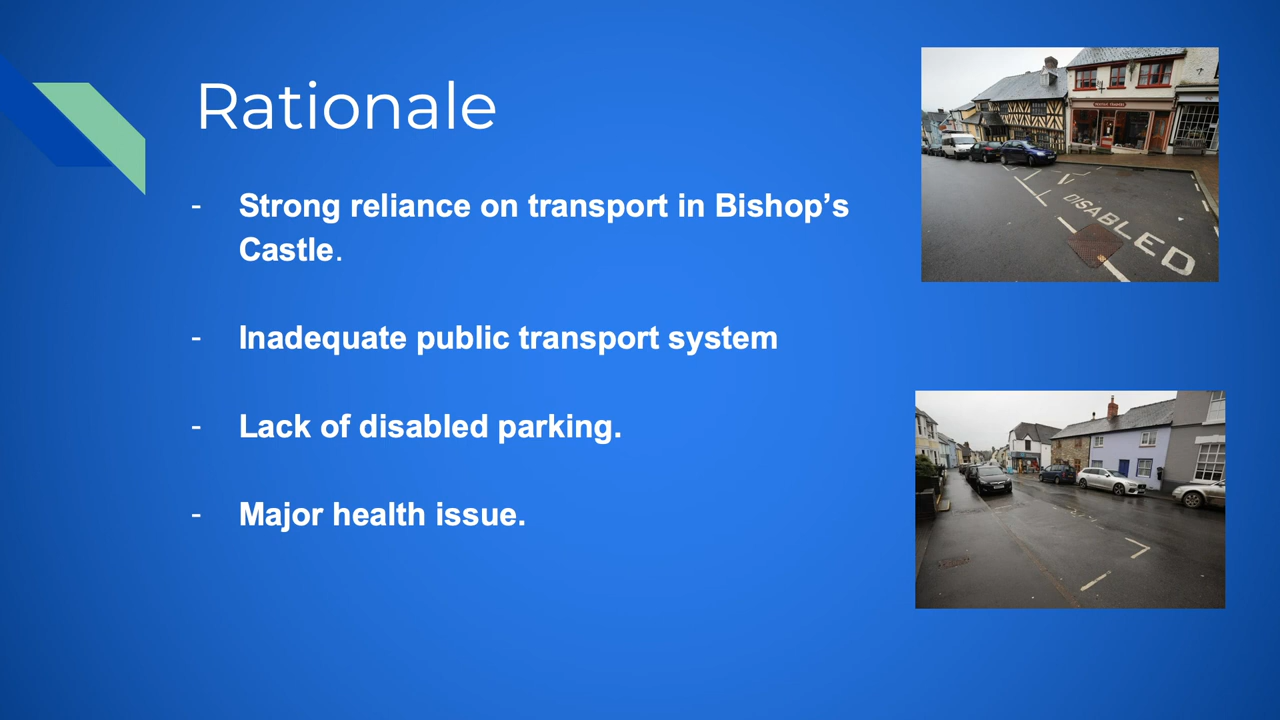 Rationale
- Strong reliance on transport in Bishop’s
Castle.
- Inadequate public transport system
- Lack of disabled parking.
- Major health issue.
DISABLED